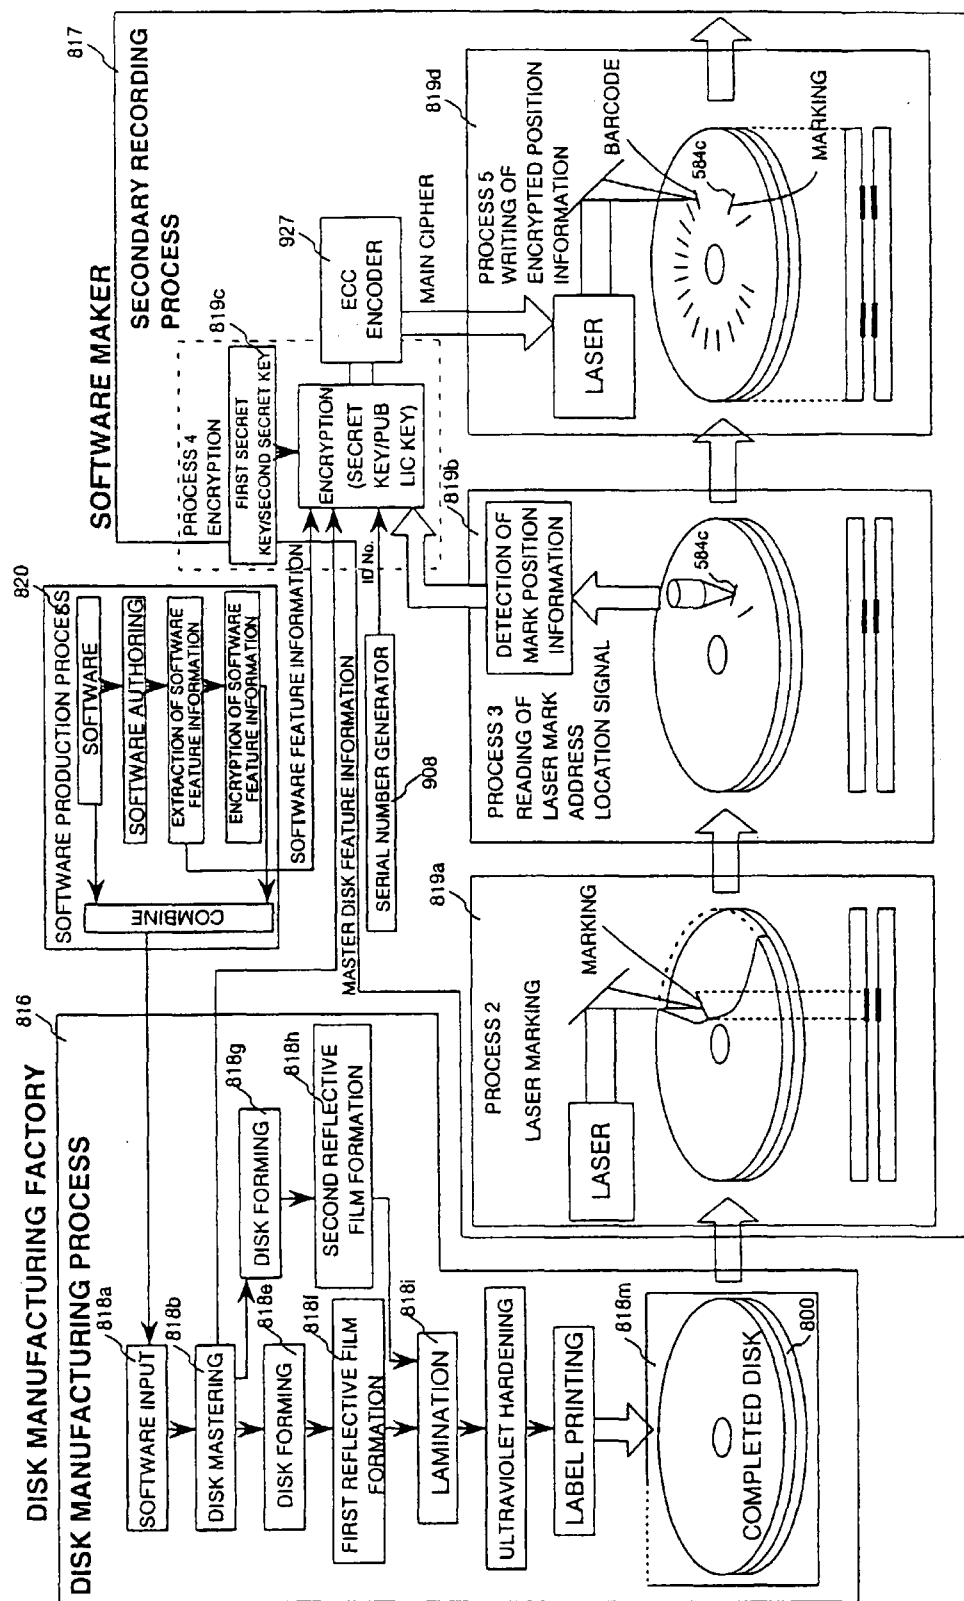 DISK MANUFACTURING FACTORY
DISK MANUFACTURING PROCESS
816
818a
SOFTWARE INPUT
818b
DISK MASTERING
818e
DISK FORMING
818g
DISK FORMING
818f
FIRST REFLECTIVE FILM
FORMATION
818h
SECOND REFLECTIVE
FILM FORMATION
818i
LAMINATION
ULTRAVIOLET HARDENING
LABEL PRINTING
818m
COMPLETED DISK
800
SOFTWARE PRODUCTION PROCESS
820
SOFTWARE
SOFTWARE AUTHORING
EXTRACTION OF SOFTWARE
FEATURE INFORMATION
ENCRYPTION OF SOFTWARE
FEATURE INFORMATION
COMBINE
SOFTWARE FEATURE INFORMATION
MASTER DISK FEATURE INFORMATION
ID No.
SERIAL NUMBER GENERATOR
908
SOFTWARE MAKER
817
SECONDARY RECORDING
PROCESS
PROCESS 4
ENCRYPTION
819c
FIRST SECRET
KEY/SECOND SECRET KEY
ENCRYPTION
(SECRET
KEY/PUB
LIC KEY)
927
ECC
ENCODER
MAIN CIPHER
819a
PROCESS 2
LASER MARKING
LASER
MARKING
819b
PROCESS 3
READING OF
LASER MARK
ADDRESS
LOCATION SIGNAL
DETECTION OF
MARK POSITION
INFORMATION
584c
819d
PROCESS 5
WRITING OF
ENCRYPTED POSITION
INFORMATION
LASER
BARCODE
584c
MARKING